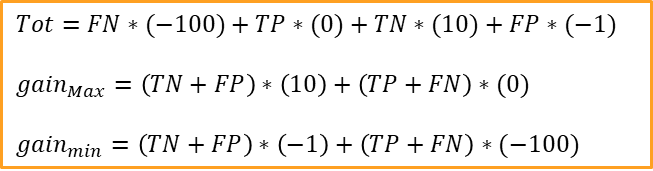 Tot = FN * (−100) + TP * (0) + TN * (10) + FP * (−1)
gain_Max = (TN + FP) * (10) + (TP + FN) * (0)
gain_min = (TN + FP) * (−1) + (TP + FN) * (−100)